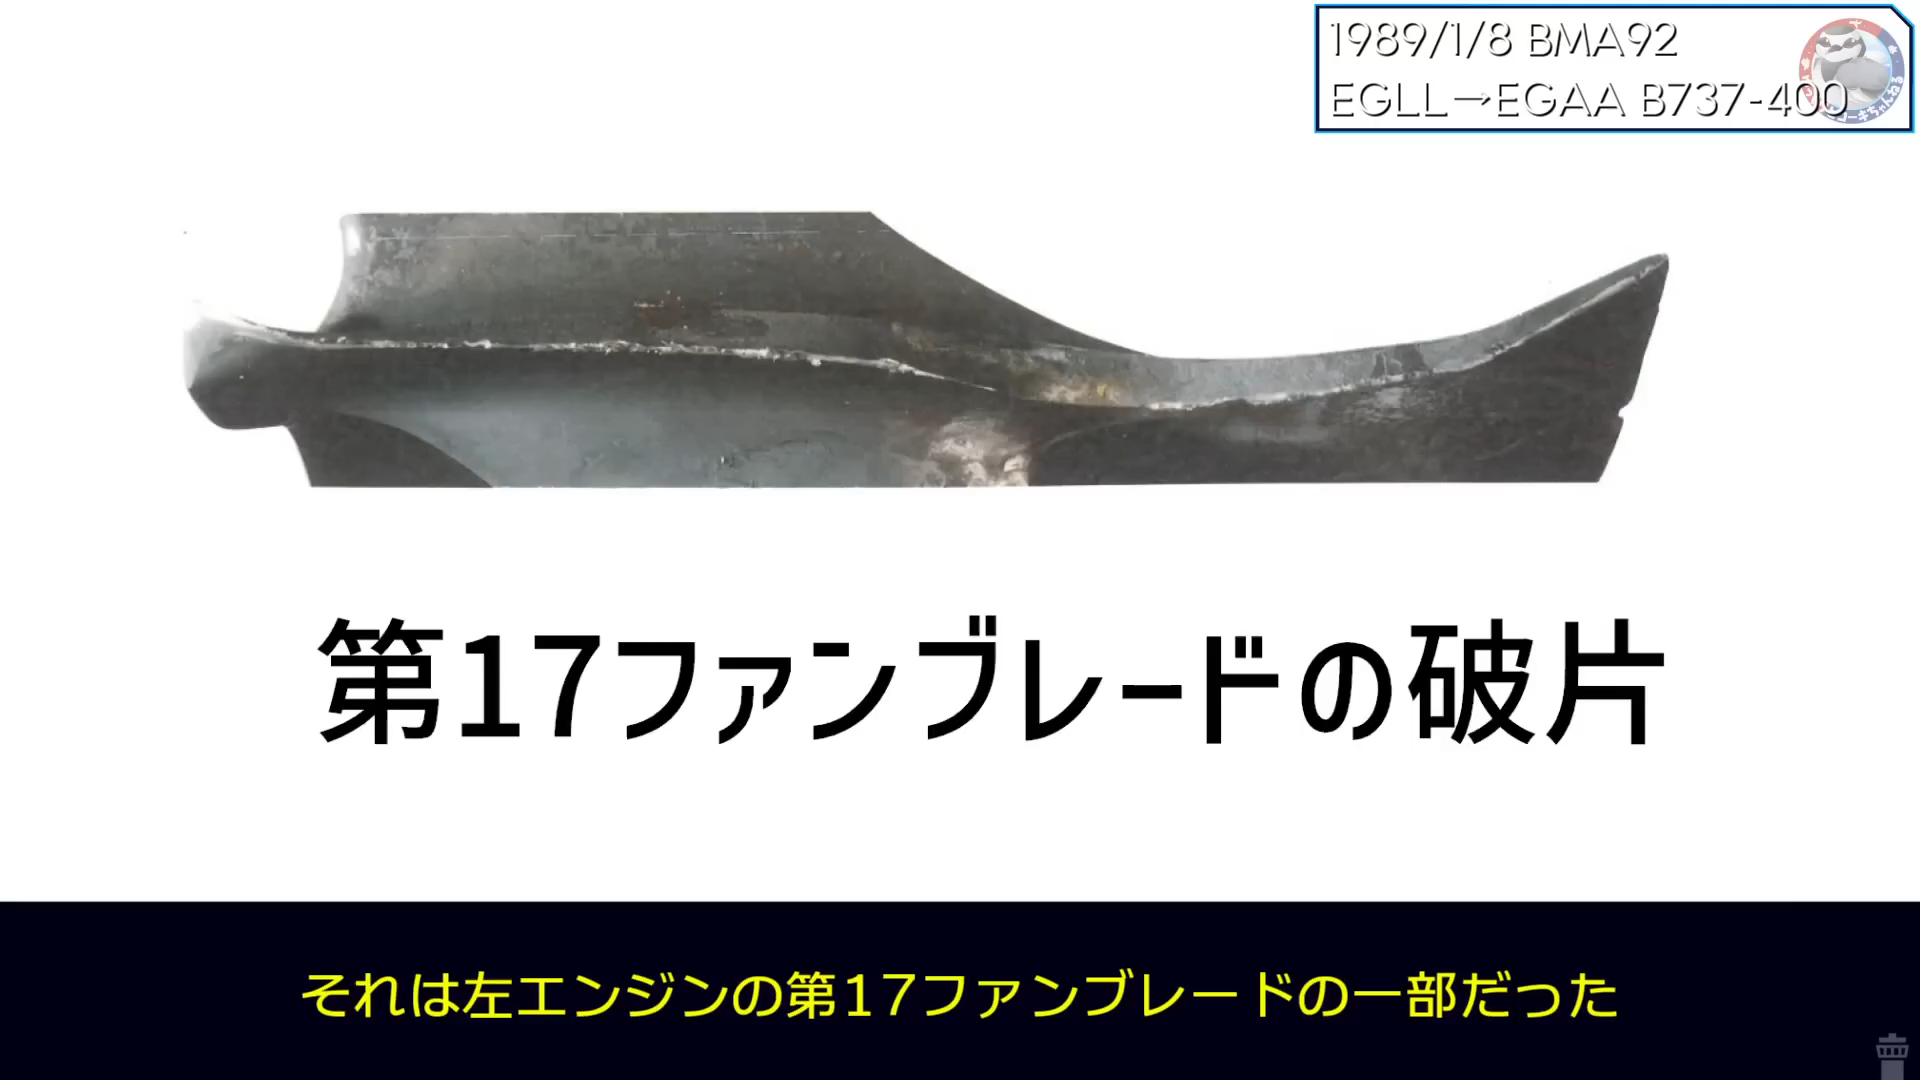 1989/1/8 BMA92
EGLL→EGAA B737-400
第17ファンブレードの破片
それは左エンジンの第17ファンブレードの一部だった